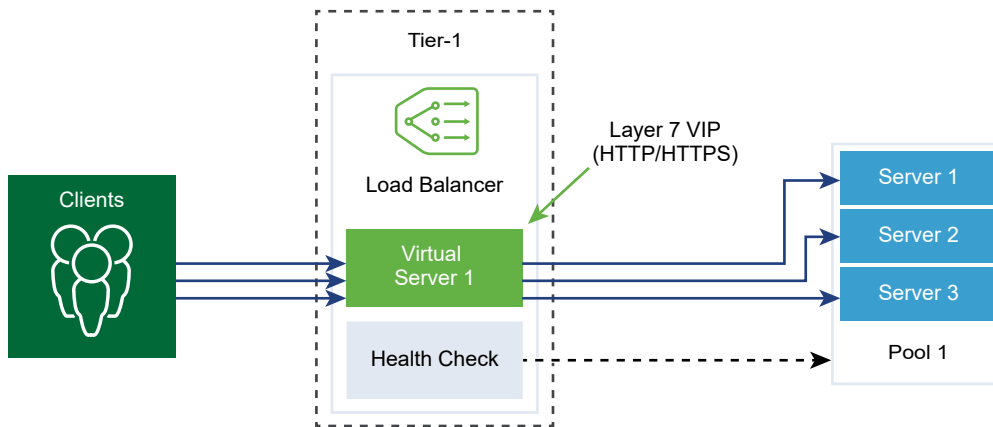 Tier-1
Load Balancer
Layer 7 VIP
(HTTP/HTTPS)
Clients
Virtual
Server 1
Health Check
Server 1
Server 2
Server 3
Pool 1